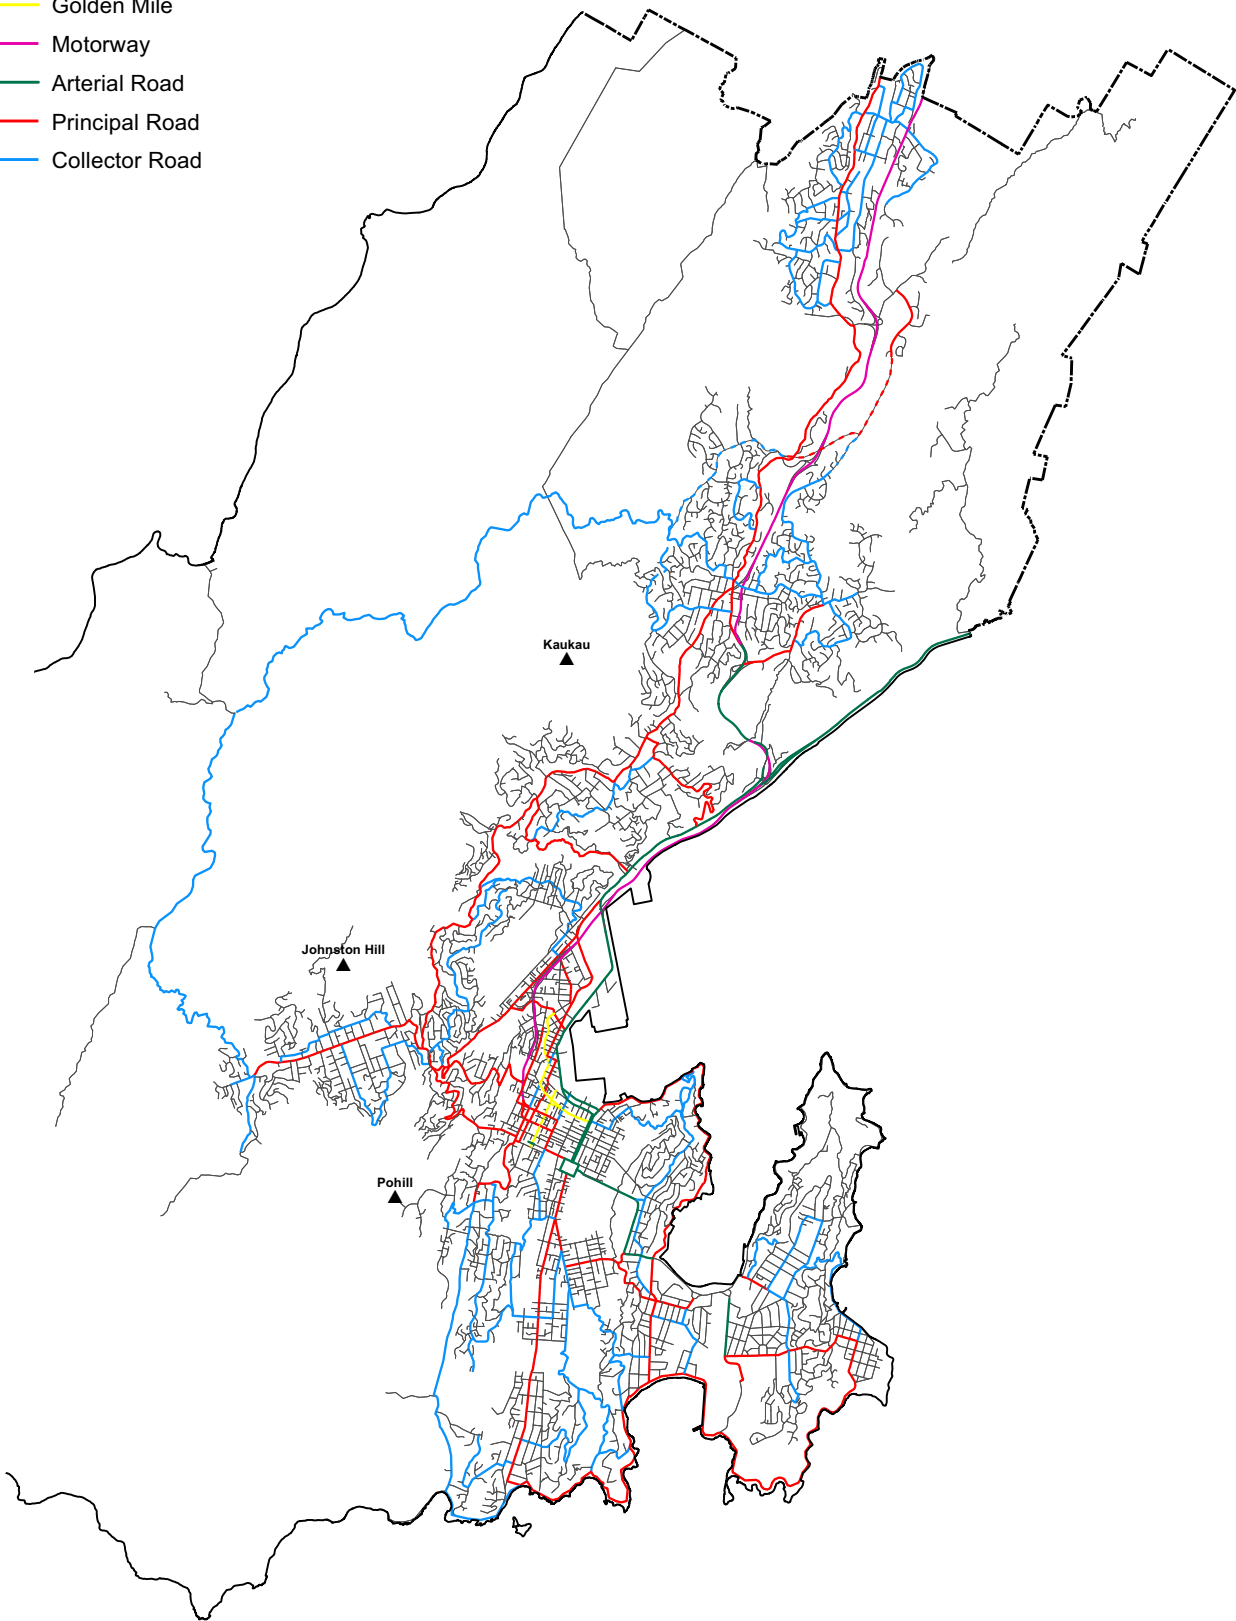 Golden Mile
Motorway
Arterial Road
Principal Road
Collector Road
Kaukau
Johnston Hill
Pohill